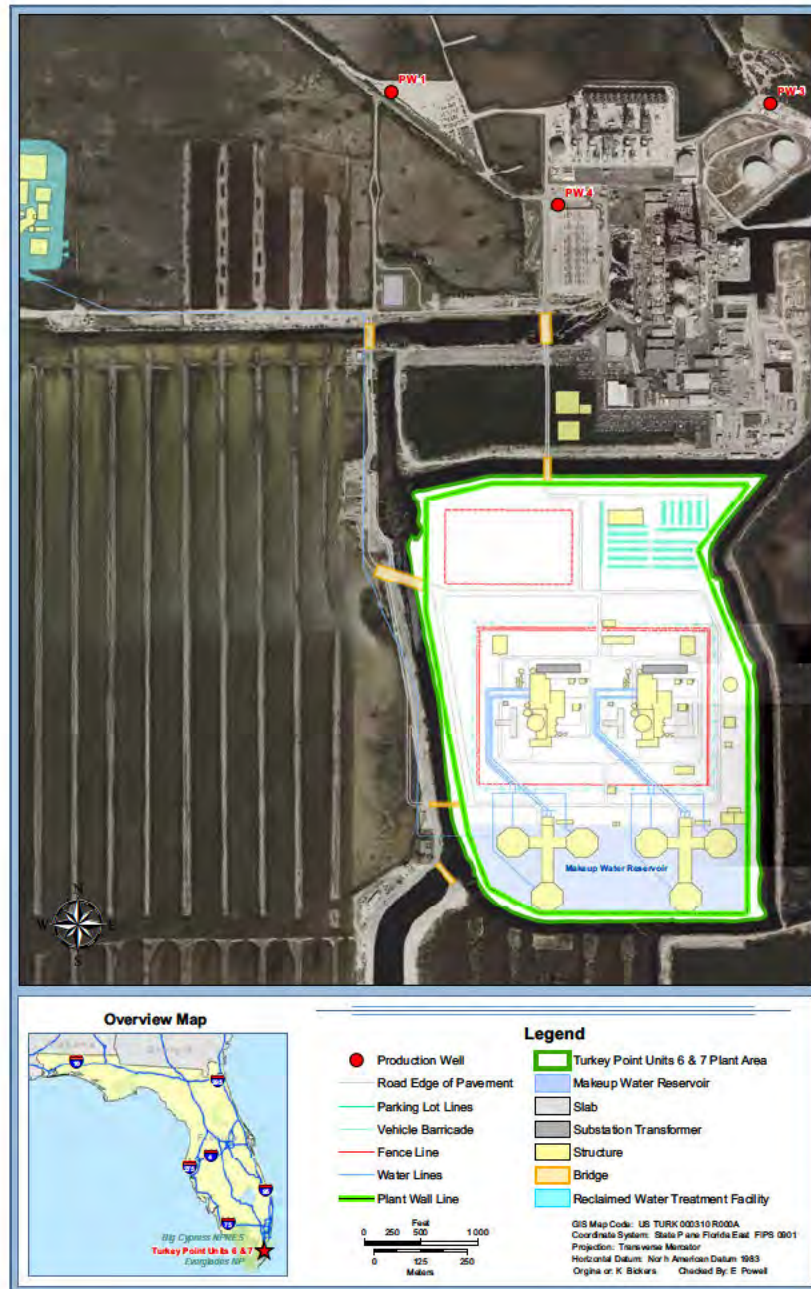 PW-1
PW-3
PW-4
Makeup Water Reservoir
N
W E
S
Overview Map
Big Cypress NPRES
Turkey Point Units 6 & 7
Everglades NP
Legend
Production Well
Road Edge of Pavement
Parking Lot Lines
Vehicle Barricade
Fence Line
Water Lines
Plant Wall Line
Turkey Point Units 6 & 7 Plant Area
Makeup Water Reservoir
Slab
Substation Transformer
Structure
Bridge
Reclaimed Water Treatment Facility
Feet
0 250 500 1,000
0 125 250
Meters
GIS Map Code: US TURK 000310 R000A
Coordinate System: State P ane Florida East FIPS 0901
Projection: Transverse Mercator
Horizontal Datum: Nor h American Datum 1983
Orgina or: K Bickers Checked By: E Powell